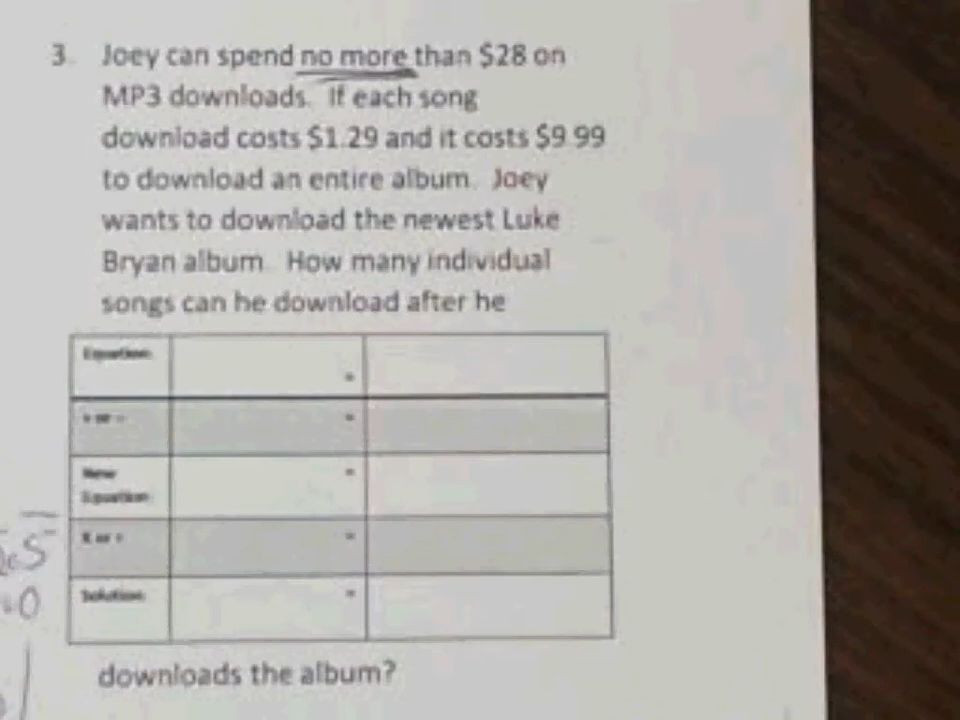 3. Joey can spend no more than $28 on
MP3 downloads. If each song
download costs $1.29 and it costs $9.99
to download an entire album. Joey
wants to download the newest Luke
Bryan album. How many individual
songs can he download after he
Equation =
+ or - =
New =
Equation
X or ÷ =
Solution =
downloads the album?